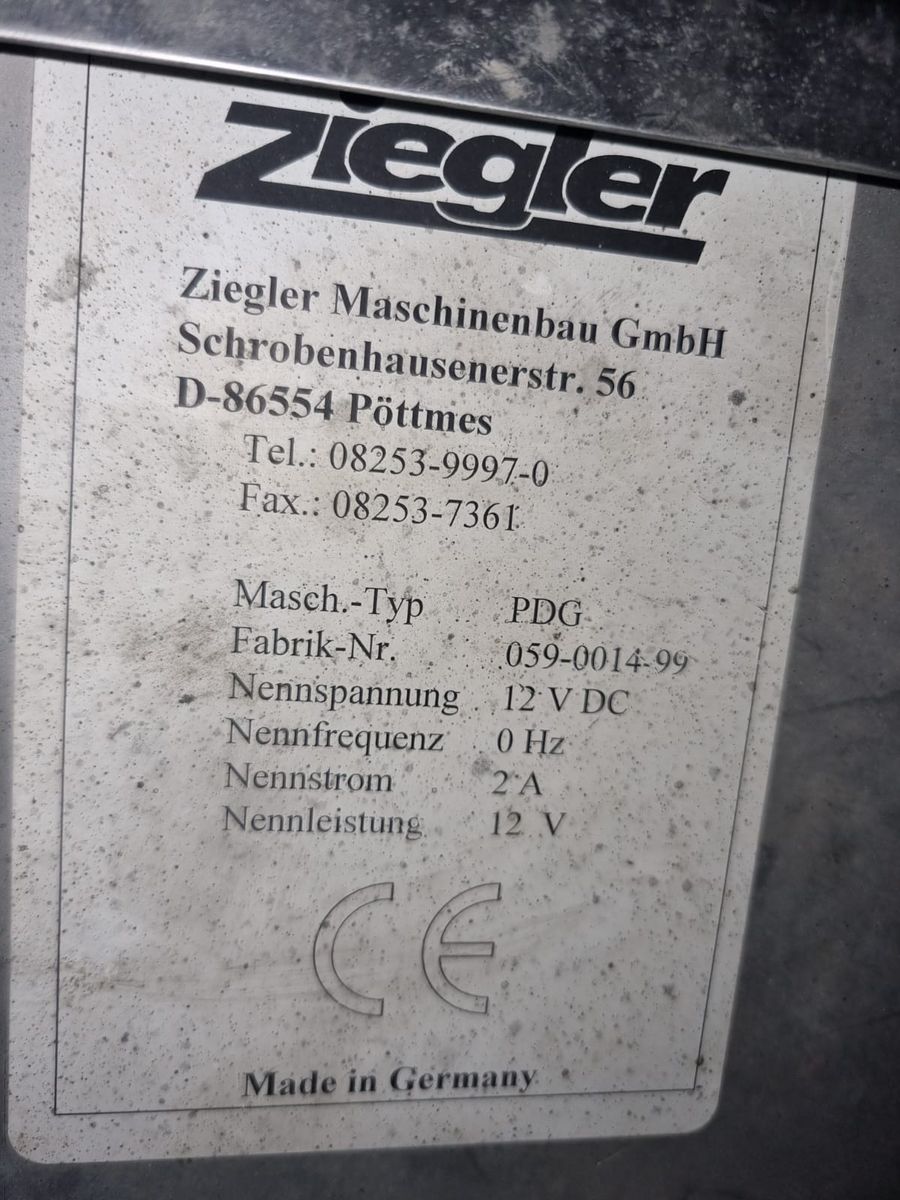 Ziegler
Ziegler Maschinenbau GmbH
Schrobenhausenerstr. 56
D-86554 Pöttmes
Tel.: 08253-9997-0
Fax.: 08253-7361
Masch.-Typ PDG
Fabrik-Nr. 059-0014-99
Nennspannung 12 V DC
Nennfrequenz 0 Hz
Nennstrom 2 A
Nennleistung 12 V
CE
Made in Germany